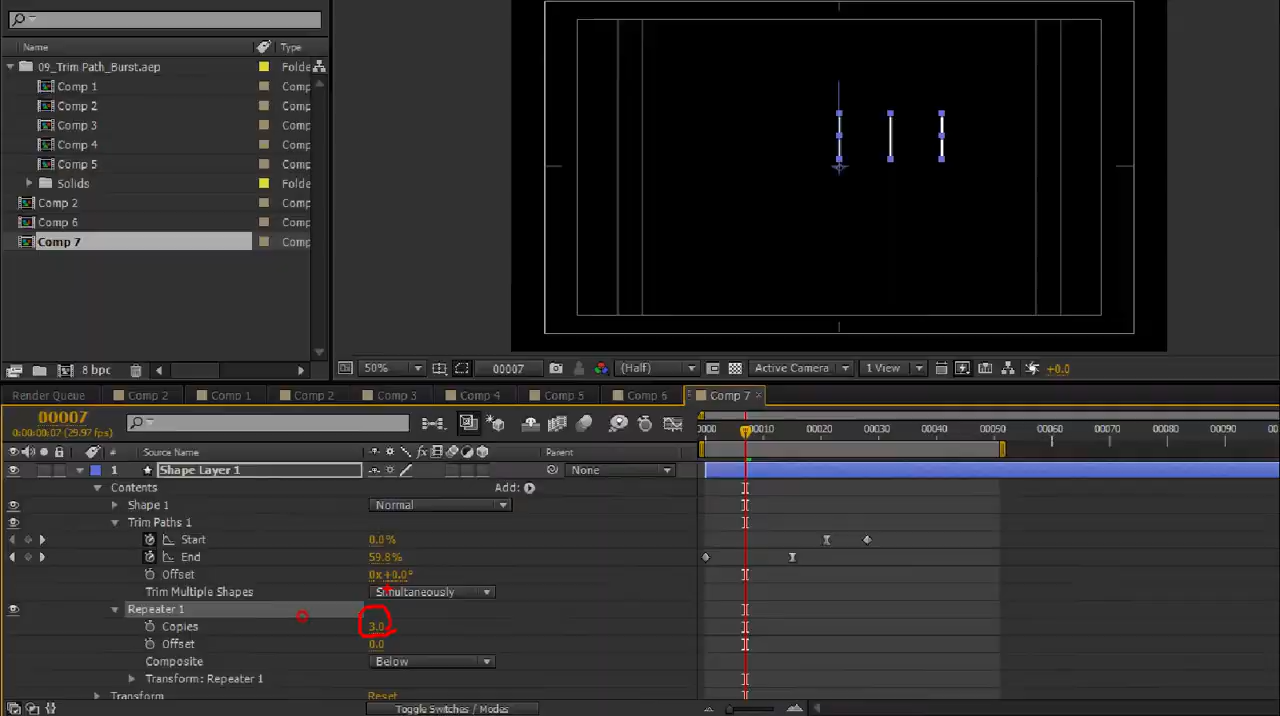 Name Type
09_Trim Path_Burst.aep Folde
Comp 1 Comp
Comp 2 Comp
Comp 3 Comp
Comp 4 Comp
Comp 5 Comp
Solids Folde
Comp 2 Comp
Comp 6 Comp
Comp 7 Comp
8 bpc
50% 00007 (Half) Active Camera 1 View +0.0
Render Queue Comp 2 Comp 1 Comp 2 Comp 3 Comp 4 Comp 5 Comp 6 Comp 7
00007
0:00:00:07 (29.97 fps)
0000 00010 00020 00030 00040 00050 00060 00070 00080 00090
Source Name fx Parent
1 Shape Layer 1 None
Contents Add:
Shape 1 Normal
Trim Paths 1
Start 0.0%
End 59.8%
Offset 0x+0.0°
Trim Multiple Shapes Simultaneously
Repeater 1
Copies 3.0
Offset 0.0
Composite Below
Transform: Repeater 1
Transform Reset
Toggle Switches / Modes